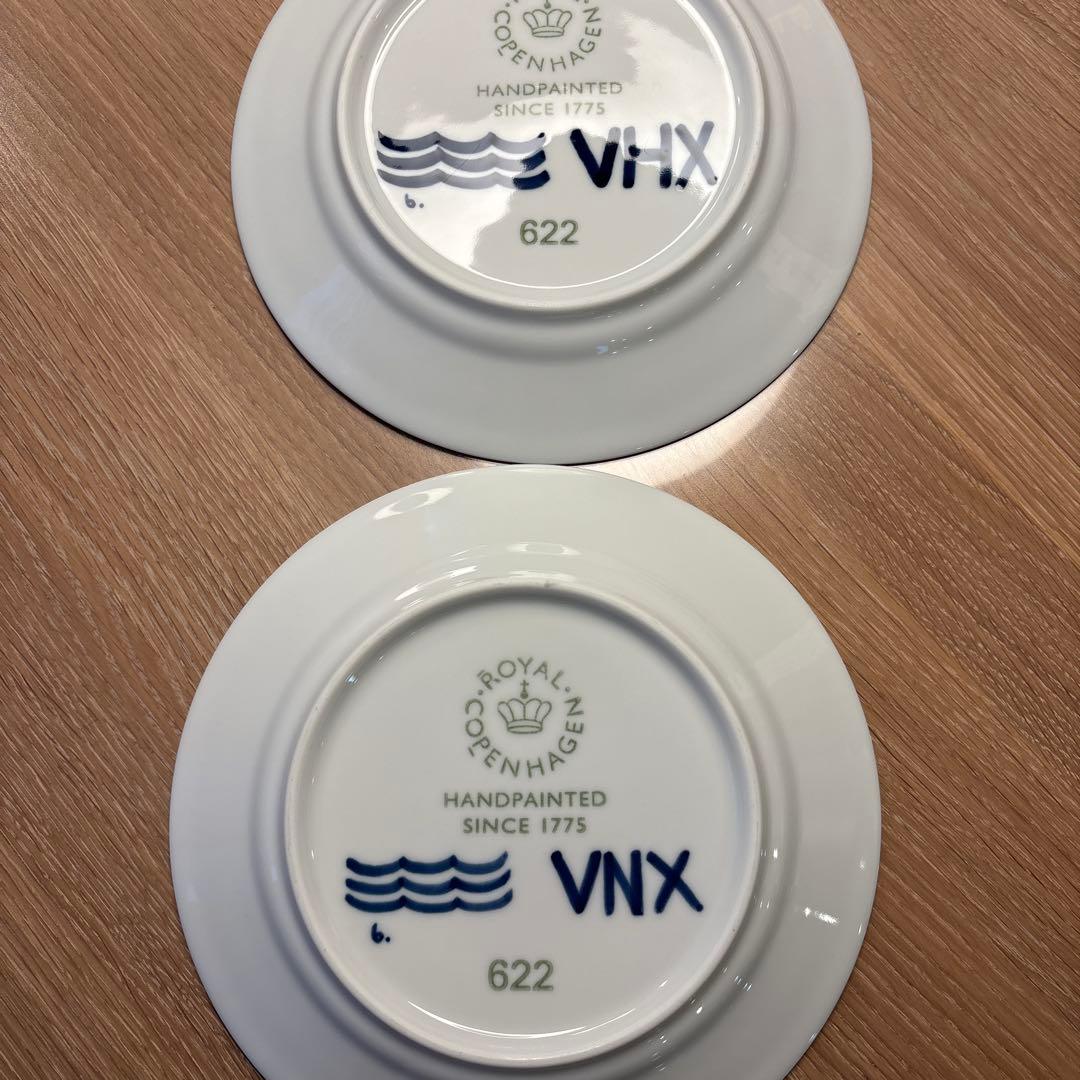 COPENHAGEN
HANDPAINTED
SINCE 1775
VHX
6.
622
ROYAL
COPENHAGEN
HANDPAINTED
SINCE 1775
VNX
6.
622